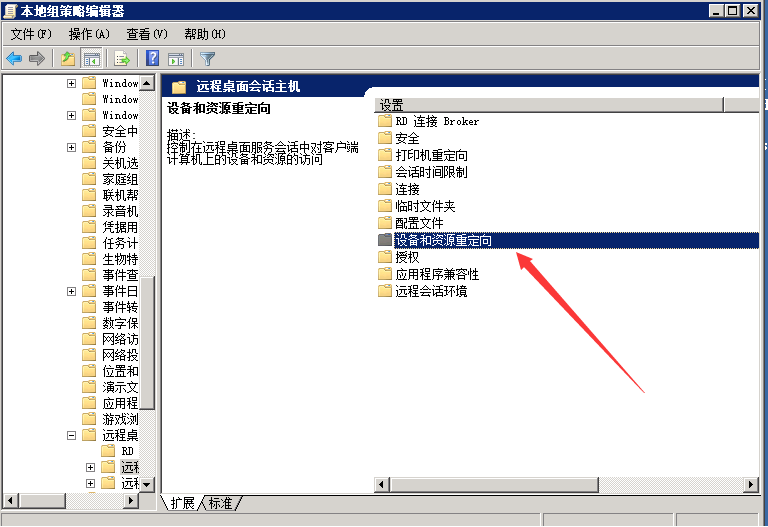 本地组策略编辑器
文件(F) 操作(A) 查看(V) 帮助(H)
Window
Window
Window
安全中
备份
关机选
家庭组
联机帮
录音机
凭据用
任务计
生物特
事件查
事件日
事件转
数字保
网络访
网络投
位置和
演示文
应用程
游戏浏
远程桌
RD
远程
远程
远程桌面会话主机
设备和资源重定向
描述:
控制在远程桌面服务会话中对客户端
计算机上的设备和资源的访问
设置
RD 连接 Broker
安全
打印机重定向
会话时间限制
连接
临时文件夹
配置文件
设备和资源重定向
授权
应用程序兼容性
远程会话环境
扩展 标准